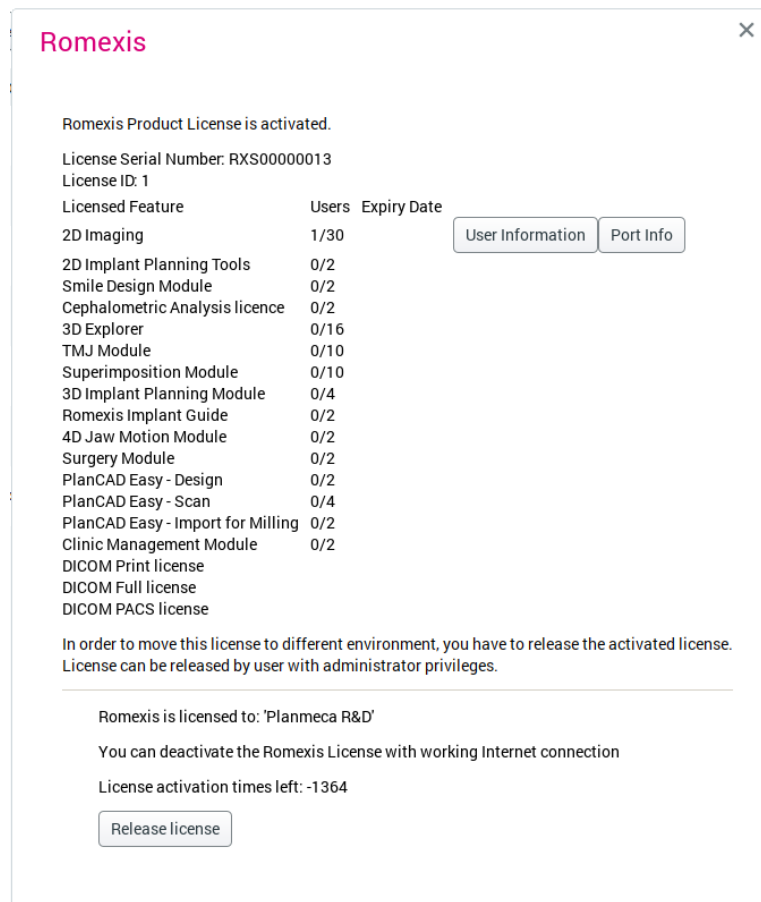 Romexis
Romexis Product License is activated.
License Serial Number: RXS00000013
License ID: 1
Licensed Feature Users Expiry Date
2D Imaging 1/30 User Information Port Info
2D Implant Planning Tools 0/2
Smile Design Module 0/2
Cephalometric Analysis licence 0/2
3D Explorer 0/16
TMJ Module 0/10
Superimposition Module 0/10
3D Implant Planning Module 0/4
Romexis Implant Guide 0/2
4D Jaw Motion Module 0/2
Surgery Module 0/2
PlanCAD Easy - Design 0/2
PlanCAD Easy - Scan 0/4
PlanCAD Easy - Import for Milling 0/2
Clinic Management Module 0/2
DICOM Print license
DICOM Full license
DICOM PACS license
In order to move this license to different environment, you have to release the activated license.
License can be released by user with administrator privileges.
Romexis is licensed to: 'Planmeca R&D'
You can deactivate the Romexis License with working Internet connection
License activation times left: -1364
Release license